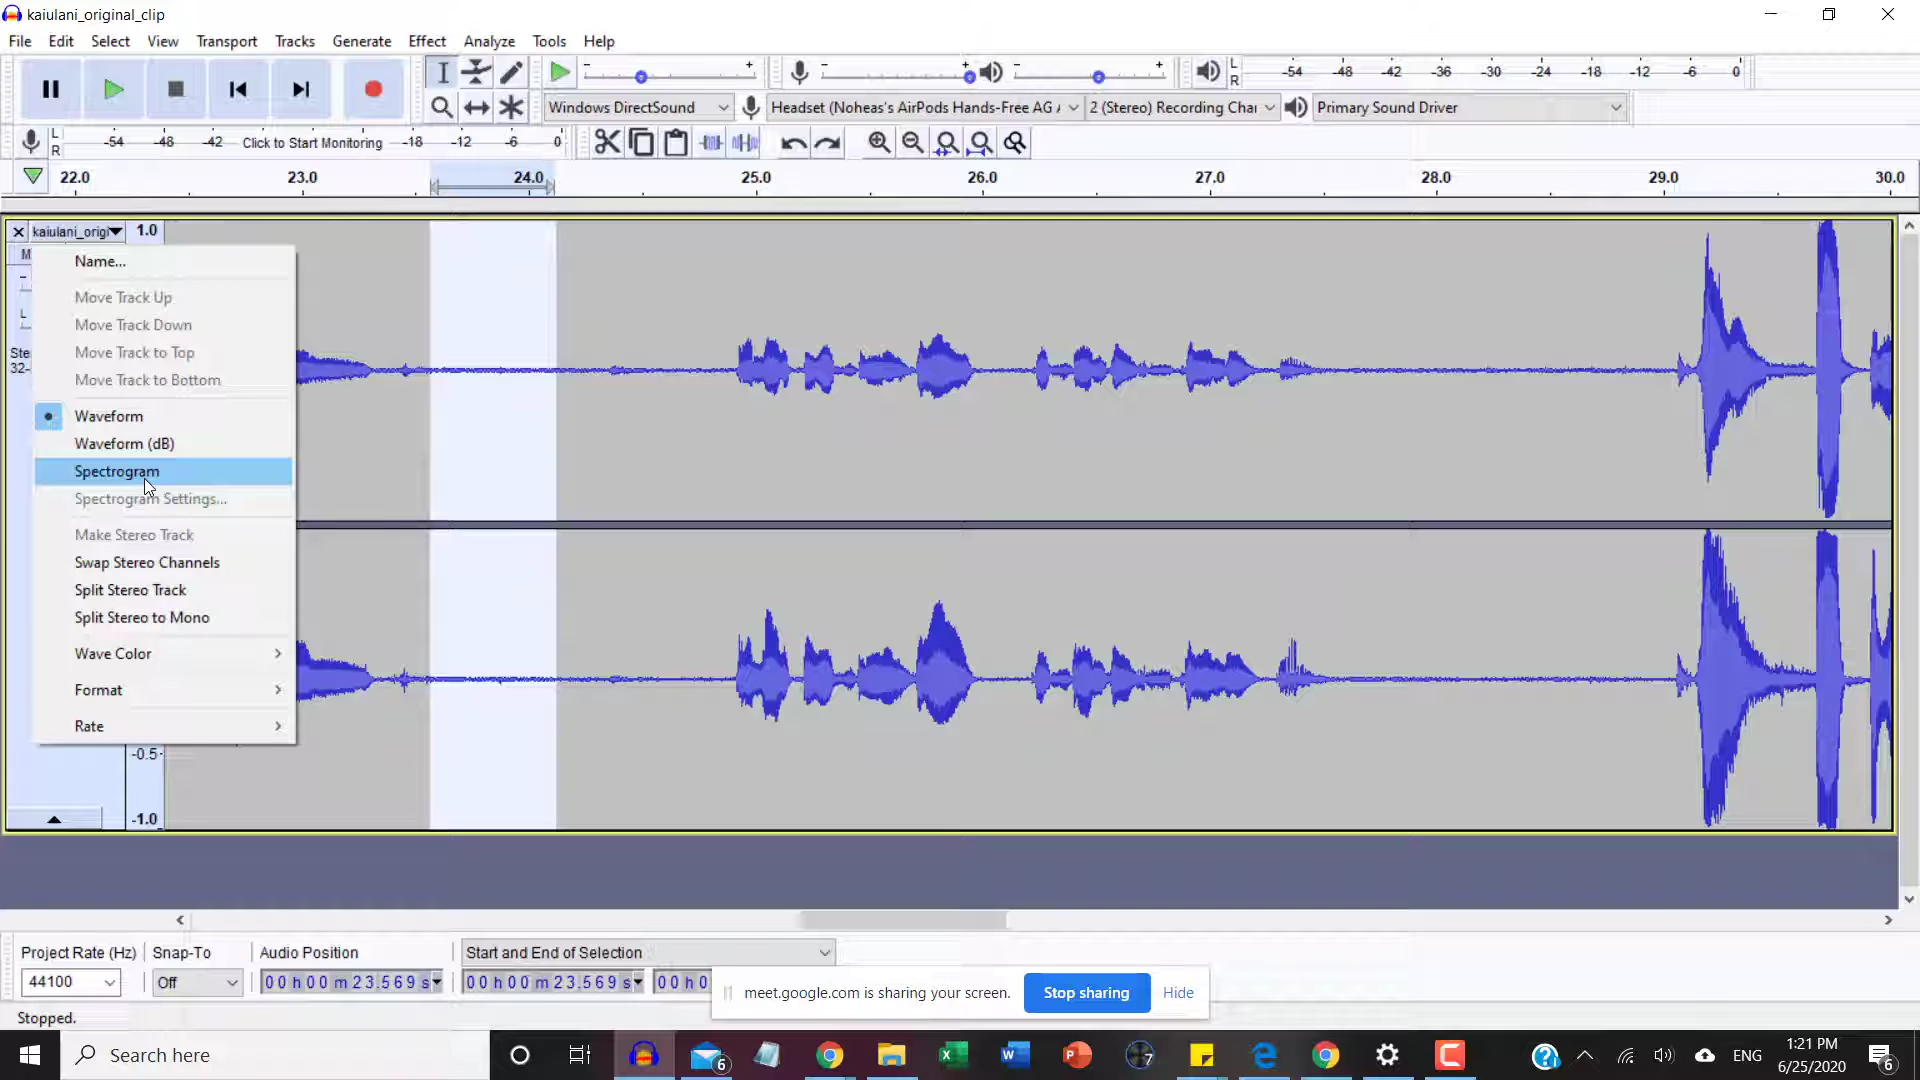 kaiulani_original_clip
File Edit Select View Transport Tracks Generate Effect Analyze Tools Help
- + - + - +
L R -54 -48 -42 -36 -30 -24 -18 -12 -6 0
Windows DirectSound Headset (Noheas's AirPods Hands-Free AG 2 (Stereo) Recording Char Primary Sound Driver
L R -54 -48 -42 Click to Start Monitoring -18 -12 -6 0
22.0 23.0 24.0 25.0 26.0 27.0 28.0 29.0 30.0
kaiulani_origi 1.0
M
Name...
-
Move Track Up
L
Move Track Down
Ste Move Track to Top
32-
Move Track to Bottom
Waveform
Waveform (dB)
Spectrogram
Spectrogram Settings...
Make Stereo Track
Swap Stereo Channels
Split Stereo Track
Split Stereo to Mono
Wave Color
Format
Rate
-0.5
-1.0
Project Rate (Hz) Snap-To Audio Position Start and End of Selection
44100 Off 00 h 00 m 23.569 s 00 h 00 m 23.569 s 00 h 0
meet.google.com is sharing your screen. Stop sharing Hide
Stopped.
Search here 6 7 ENG 1:21 PM
6/25/2020 6